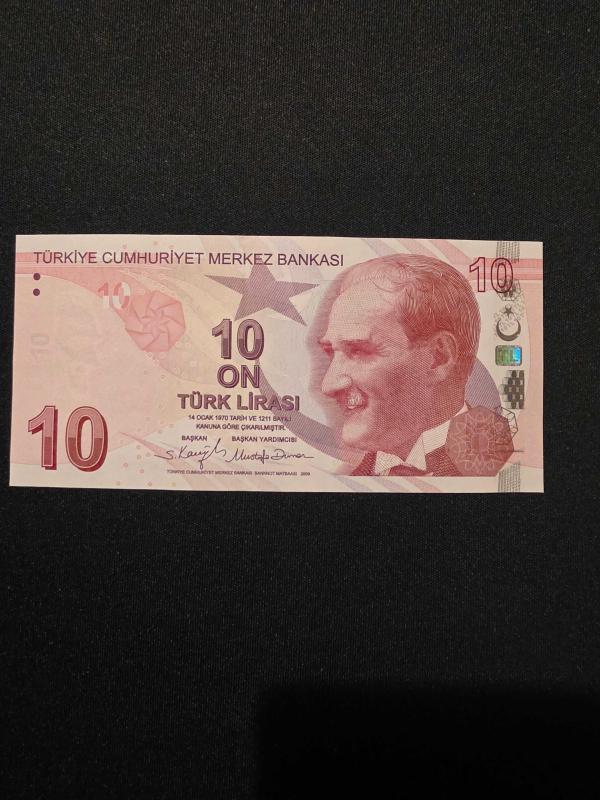 TÜRKİYE CUMHURİYET MERKEZ BANKASI
10
10
10
ON
TÜRK LİRASI
14 OCAK 1970 TARİH VE 1211 SAYILI
KANUNA GÖRE ÇIKARILMIŞTIR.
BAŞKAN BAŞKAN YARDIMCISI
10
TÜRKİYE CUMHURİYET MERKEZ BANKASI BANKNOT MATBAASI 2009